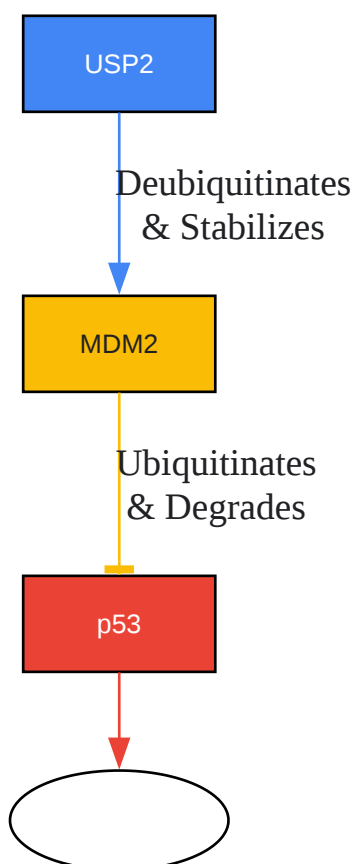 USP2
Deubiquitinates
& Stabilizes
MDM2
Ubiquitinates
& Degrades
p53